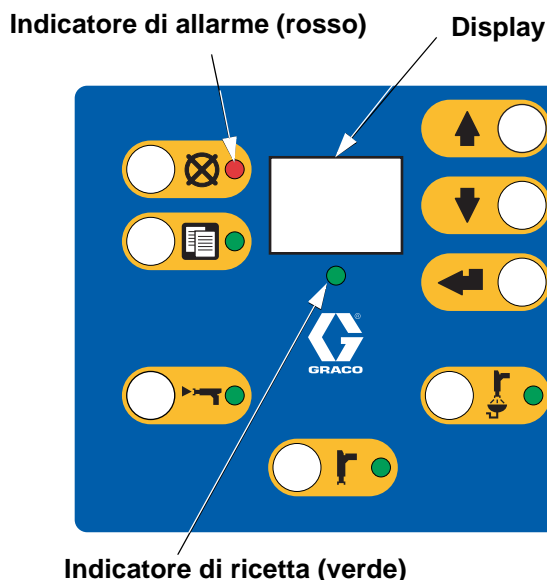 Indicatore di allarme (rosso)
Display
®
GRACO
Indicatore di ricetta (verde)